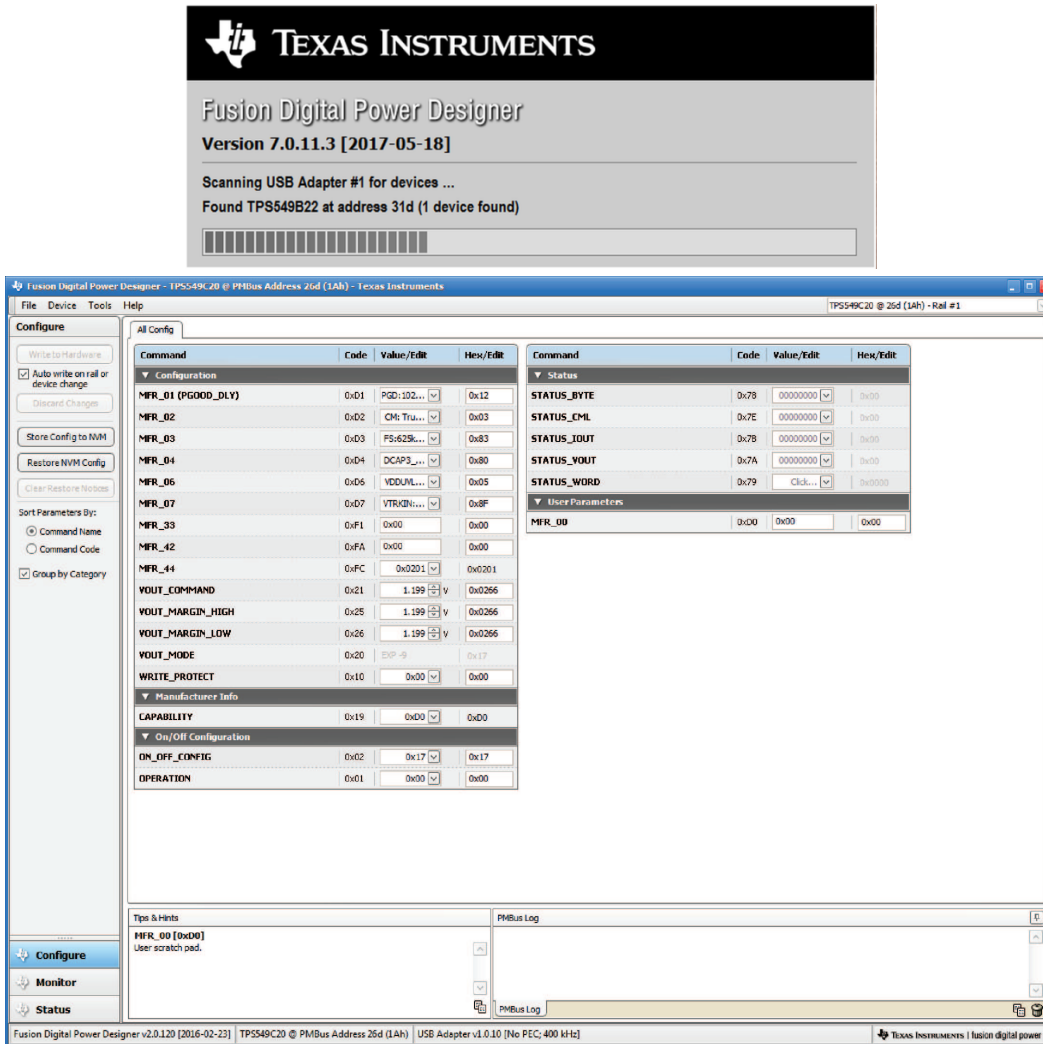 TEXAS INSTRUMENTS
Fusion Digital Power Designer
Version 7.0.11.3 [2017-05-18]
Scanning USB Adapter #1 for devices ...
Found TPS549B22 at address 31d (1 device found)
Fusion Digital Power Designer - TPS549C20 @ PMBus Address 26d (1Ah) - Texas Instruments
File Device Tools Help
TPS549C20 @ 26d (1Ah) - Rail #1
Configure
Write to Hardware
Auto write on rail or
device change
Discard Changes
Store Config to NVM
Restore NVM Config
Clear Restore Notices
Sort Parameters By:
Command Name
Command Code
Group by Category
All Config
Command Code Value/Edit Hex/Edit
Configuration
MFR_01 (PGOOD_DLY) 0xD1 PGD:102... 0x12
MFR_02 0xD2 CM: Tru... 0x03
MFR_03 0xD3 FS:625k... 0x83
MFR_04 0xD4 DCAP3_... 0x80
MFR_06 0xD6 VDDUVL... 0x05
MFR_07 0xD7 VTRKIN:... 0x8F
MFR_33 0xF1 0x00 0x00
MFR_42 0xFA 0x00 0x00
MFR_44 0xFC 0x0201 0x0201
VOUT_COMMAND 0x21 1.199 V 0x0266
VOUT_MARGIN_HIGH 0x25 1.199 V 0x0266
VOUT_MARGIN_LOW 0x26 1.199 V 0x0266
VOUT_MODE 0x20 EXP -9 0x17
WRITE_PROTECT 0x10 0x00 0x00
Manufacturer Info
CAPABILITY 0x19 0xD0 0xD0
On/Off Configuration
ON_OFF_CONFIG 0x02 0x17 0x17
OPERATION 0x01 0x00 0x00
Command Code Value/Edit Hex/Edit
Status
STATUS_BYTE 0x78 00000000 0x00
STATUS_CML 0x7E 00000000 0x00
STATUS_IOUT 0x7B 00000000 0x00
STATUS_VOUT 0x7A 00000000 0x00
STATUS_WORD 0x79 Click... 0x0000
User Parameters
MFR_00 0xD0 0x00 0x00
Tips & Hints
MFR_00 [0xD0]
User scratch pad.
PMBus Log
PMBus Log
Configure
Monitor
Status
Fusion Digital Power Designer v2.0.120 [2016-02-23] TPS549C20 @ PMBus Address 26d (1Ah) USB Adapter v1.0.10 [No PEC; 400 kHz]
TEXAS INSTRUMENTS | fusion digital power